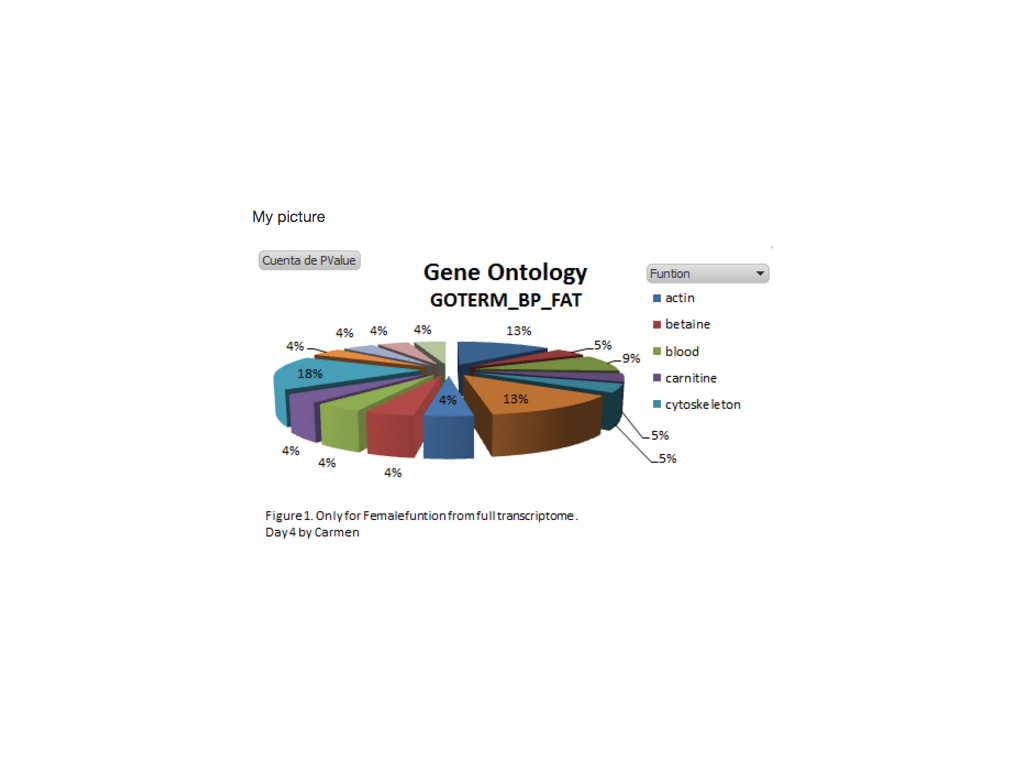 My picture
Cuenta de PValue
Gene Ontology
GOTERM_BP_FAT
Funtion
actin
betaine
blood
carnitine
cytoskeleton
13%
5%
9%
5%
5%
13%
4%
4%
4%
4%
18%
4%
4%
4%
4%
Figure 1. Only for Female funtion from full transcriptome.
Day 4 by Carmen